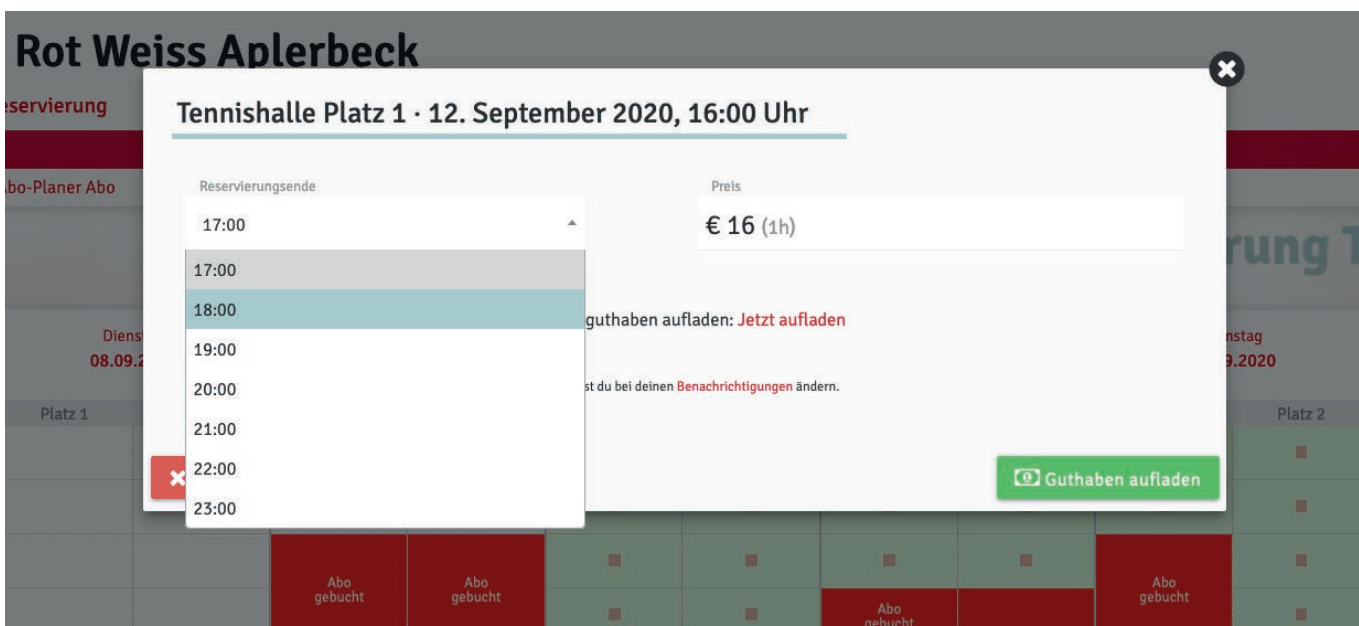 Rot Weiss Aplerbeck
eservierung
Tennishalle Platz 1 · 12. September 2020, 16:00 Uhr
bo-Planer Abo
Reservierungsende
Preis
17:00
€ 16 (1h)
rung T
17:00
18:00
guthaben aufladen: Jetzt aufladen
Diens
nstag
19:00
08.09.2
9.2020
20:00
st du bei deinen Benachrichtigungen ändern.
Platz 1
Platz 2
21:00
22:00
Guthaben aufladen
23:00
Abo
gebucht
Abo
gebucht
Abo
gebucht
Abo
gebucht